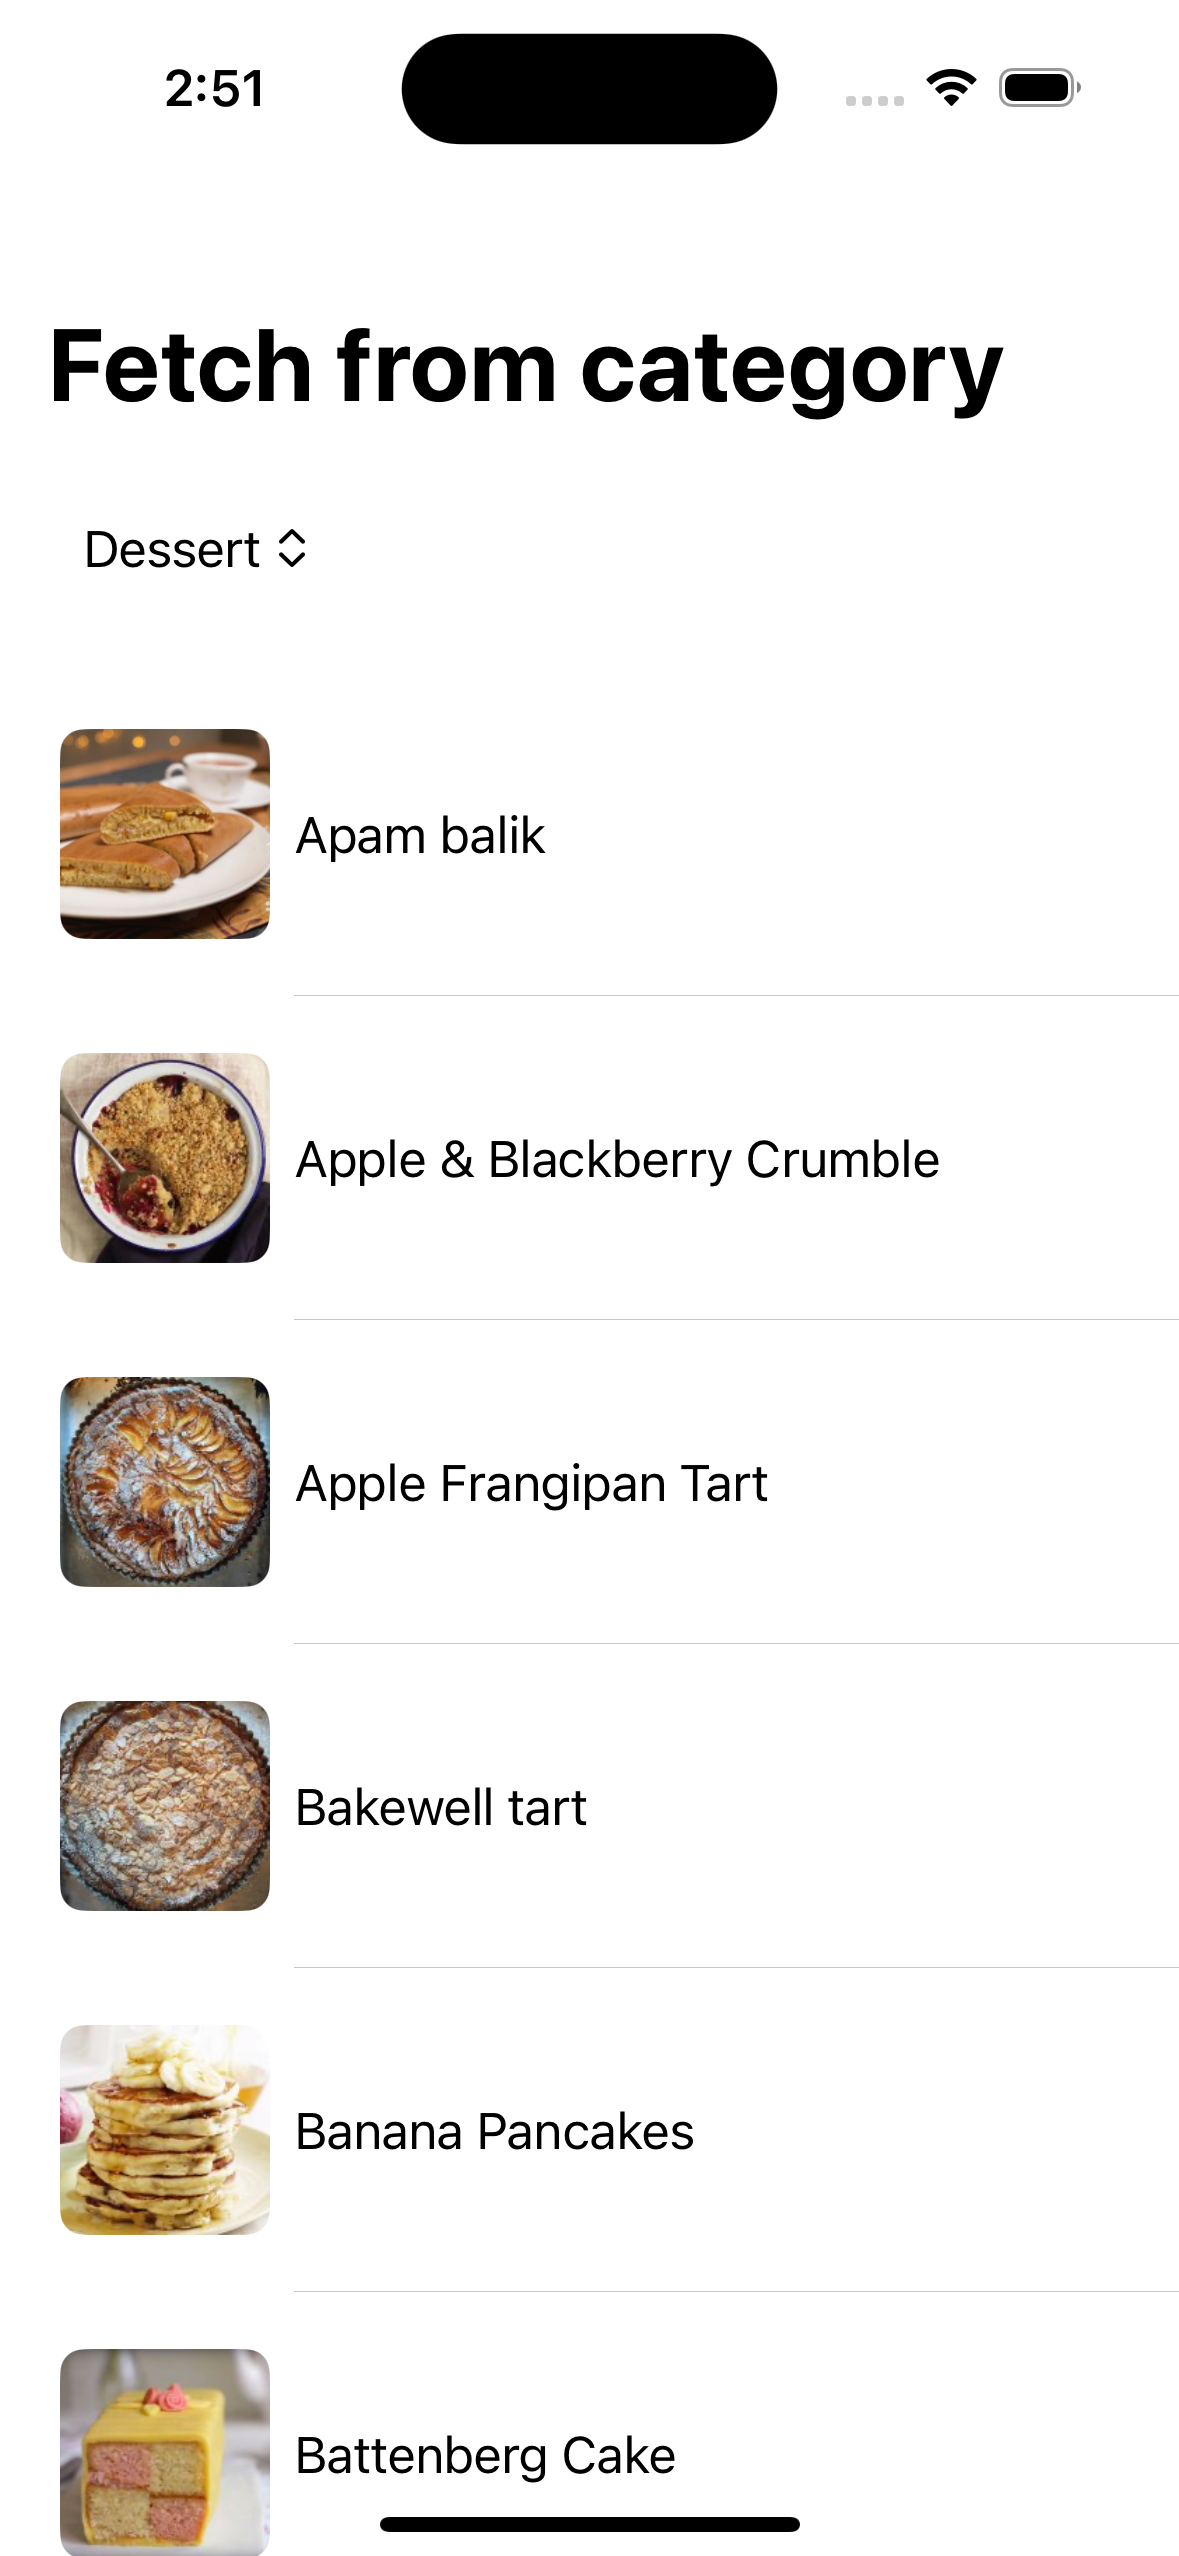 2:51
Fetch from category
Dessert
Apam balik
Apple & Blackberry Crumble
Apple Frangipan Tart
Bakewell tart
Banana Pancakes
Battenberg Cake